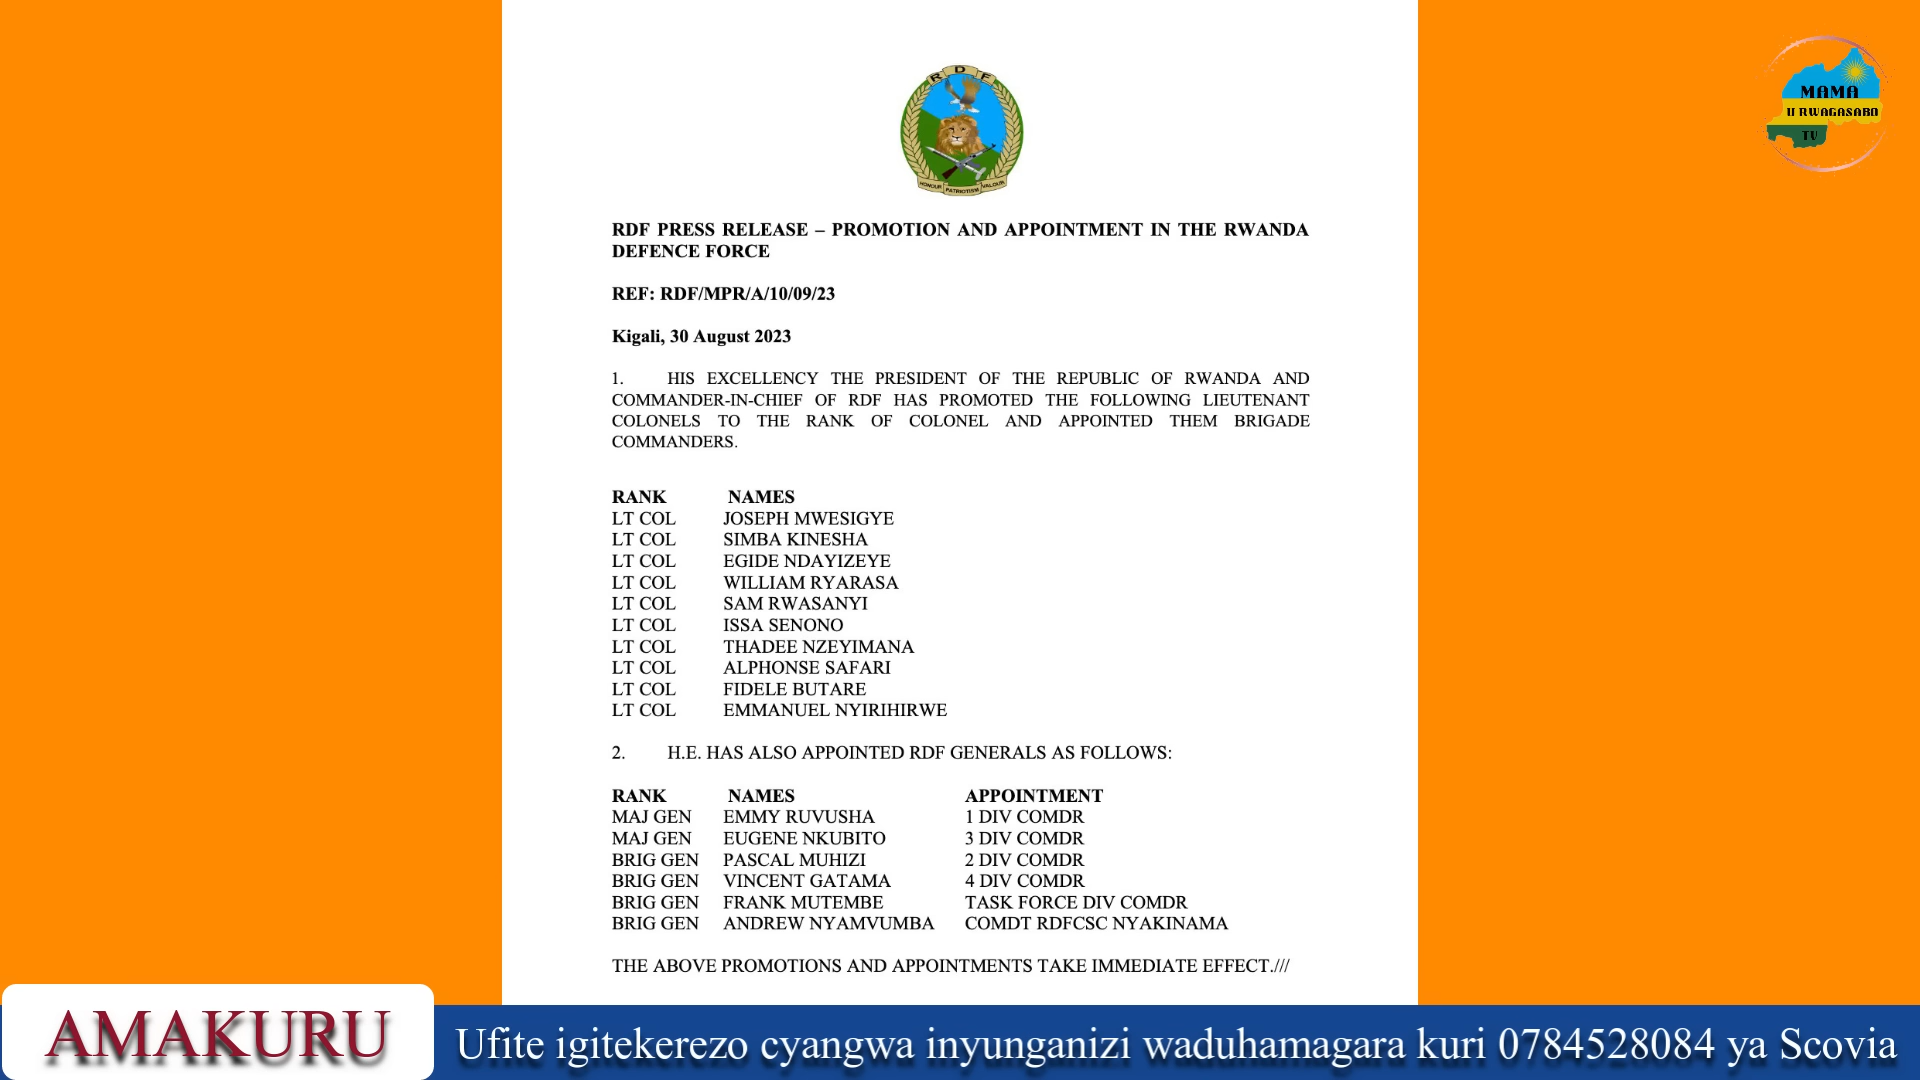 RDF
HONOUR PATRIOTISM VALOUR
MAMA
U RWAGASABO
TV
RDF PRESS RELEASE – PROMOTION AND APPOINTMENT IN THE RWANDA
DEFENCE FORCE
REF: RDF/MPR/A/10/09/23
Kigali, 30 August 2023
1. HIS EXCELLENCY THE PRESIDENT OF THE REPUBLIC OF RWANDA AND
COMMANDER-IN-CHIEF OF RDF HAS PROMOTED THE FOLLOWING LIEUTENANT
COLONELS TO THE RANK OF COLONEL AND APPOINTED THEM BRIGADE
COMMANDERS.
RANK NAMES
LT COL JOSEPH MWESIGYE
LT COL SIMBA KINESHA
LT COL EGIDE NDAYIZEYE
LT COL WILLIAM RYARASA
LT COL SAM RWASANYI
LT COL ISSA SENONO
LT COL THADEE NZEYIMANA
LT COL ALPHONSE SAFARI
LT COL FIDELE BUTARE
LT COL EMMANUEL NYIRIHIRWE
2. H.E. HAS ALSO APPOINTED RDF GENERALS AS FOLLOWS:
RANK NAMES APPOINTMENT
MAJ GEN EMMY RUVUSHA 1 DIV COMDR
MAJ GEN EUGENE NKUBITO 3 DIV COMDR
BRIG GEN PASCAL MUHIZI 2 DIV COMDR
BRIG GEN VINCENT GATAMA 4 DIV COMDR
BRIG GEN FRANK MUTEMBE TASK FORCE DIV COMDR
BRIG GEN ANDREW NYAMVUMBA COMDT RDFCSC NYAKINAMA
THE ABOVE PROMOTIONS AND APPOINTMENTS TAKE IMMEDIATE EFFECT.///
AMAKURU
Ufite igitekerezo cyangwa inyunganizi waduhamagara kuri 0784528084 ya Scovia